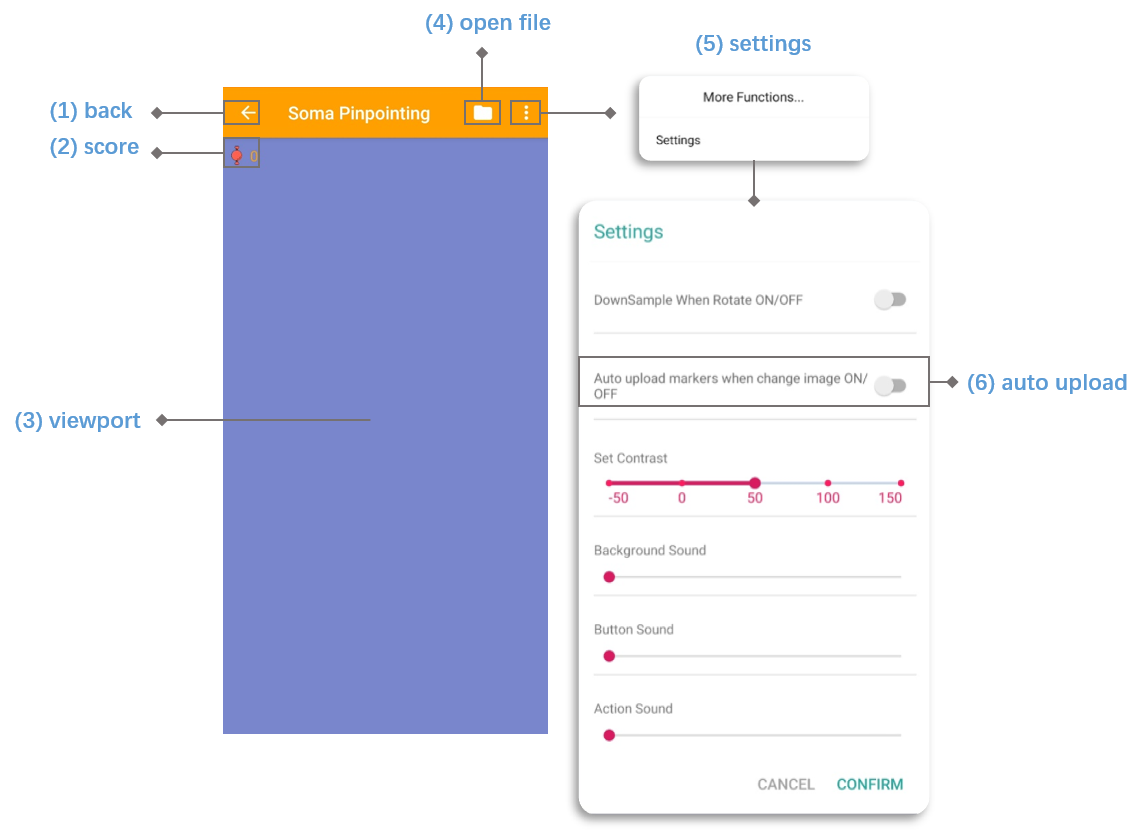 (4) open file
(5) settings
(1) back
Soma Pinpointing
More Functions...
(2) score
0
Settings
Settings
DownSample When Rotate ON/OFF
Auto upload markers when change image ON/
OFF
(6) auto upload
(3) viewport
Set Contrast
-50 0 50 100 150
Background Sound
Button Sound
Action Sound
CANCEL CONFIRM